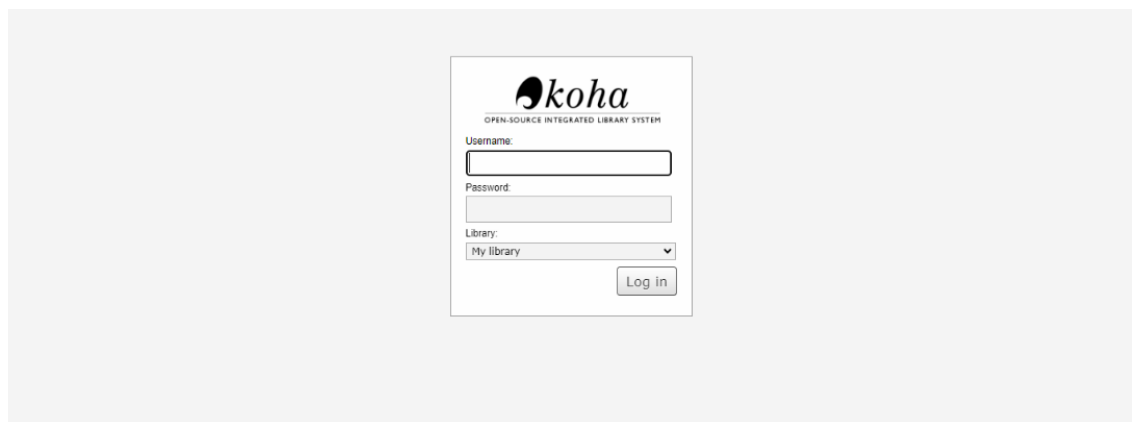 koha
OPEN-SOURCE INTEGRATED LIBRARY SYSTEM
Username:
Password:
Library:
My library
Log in